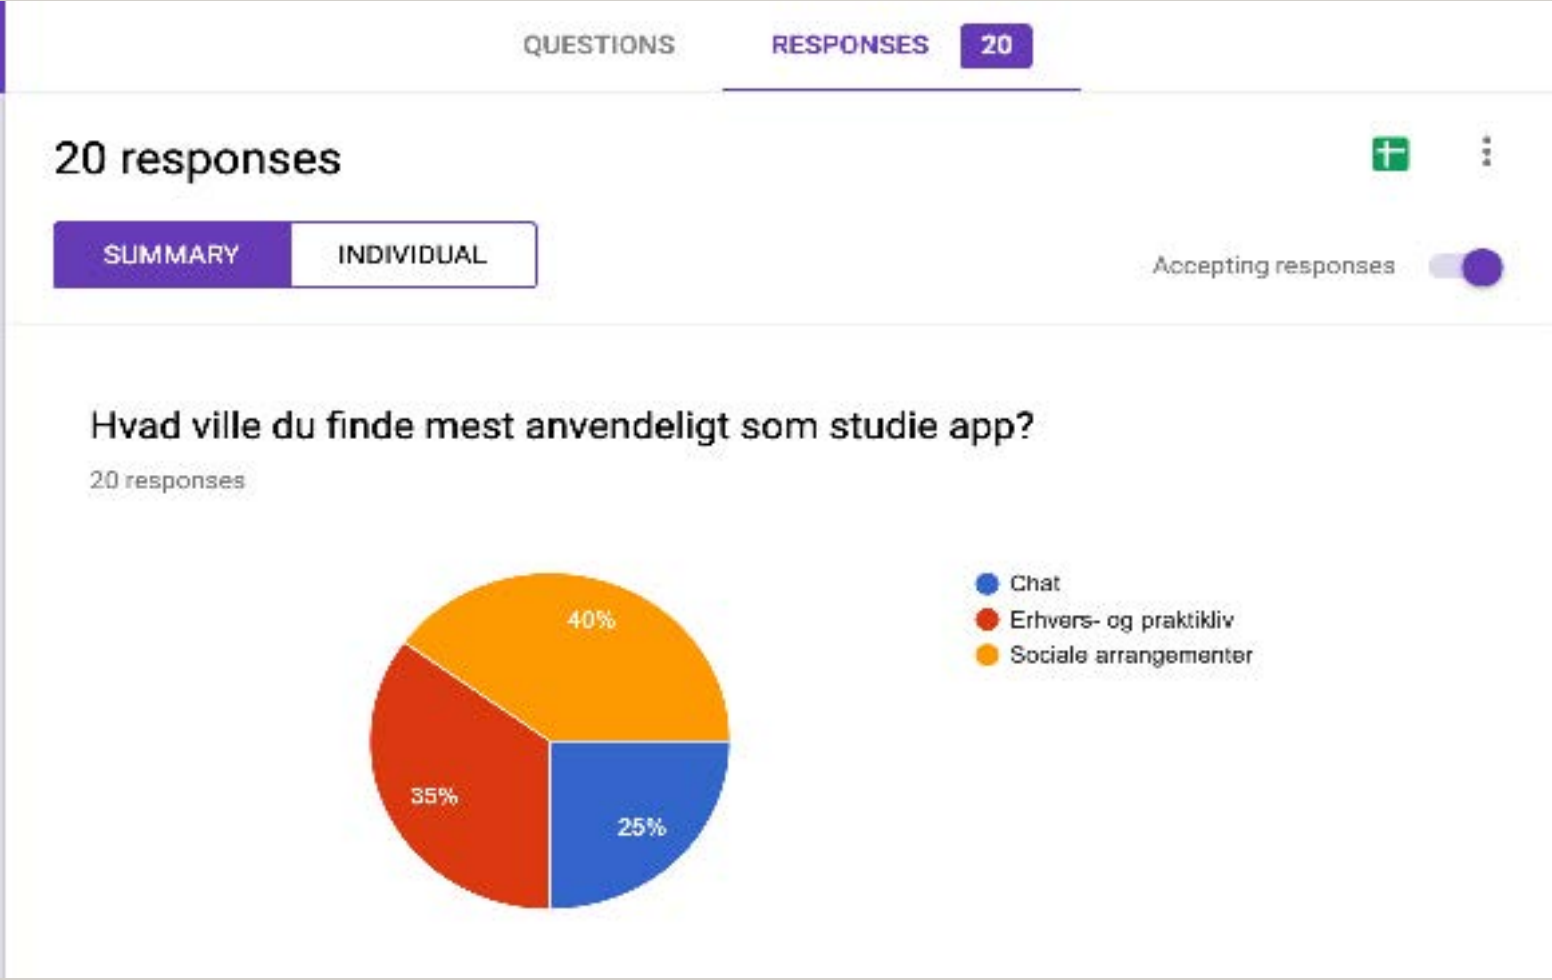 QUESTIONS RESPONSES 20
20 responses
SUMMARY INDIVIDUAL
Accepting responses
Hvad ville du finde mest anvendeligt som studie app?
20 responses
Chat
Erhvers- og praktikliv
Sociale arrangementer
40%
35%
25%